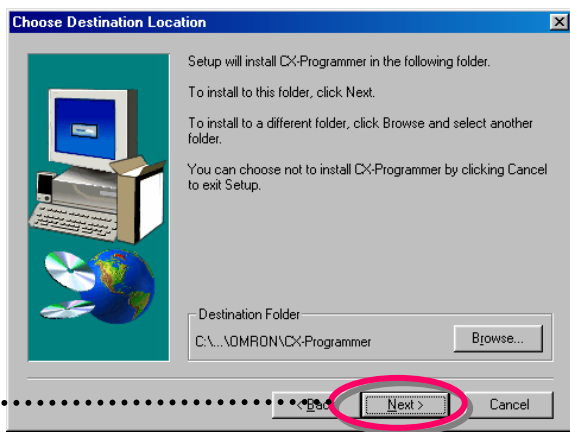 Choose Destination Location
Setup will install CX-Programmer in the following folder.
To install to this folder, click Next.
To install to a different folder, click Browse and select another
folder.
You can choose not to install CX-Programmer by clicking Cancel
to exit Setup.
Destination Folder
C:\...\OMRON\CX-Programmer
Browse...
Next >
Cancel